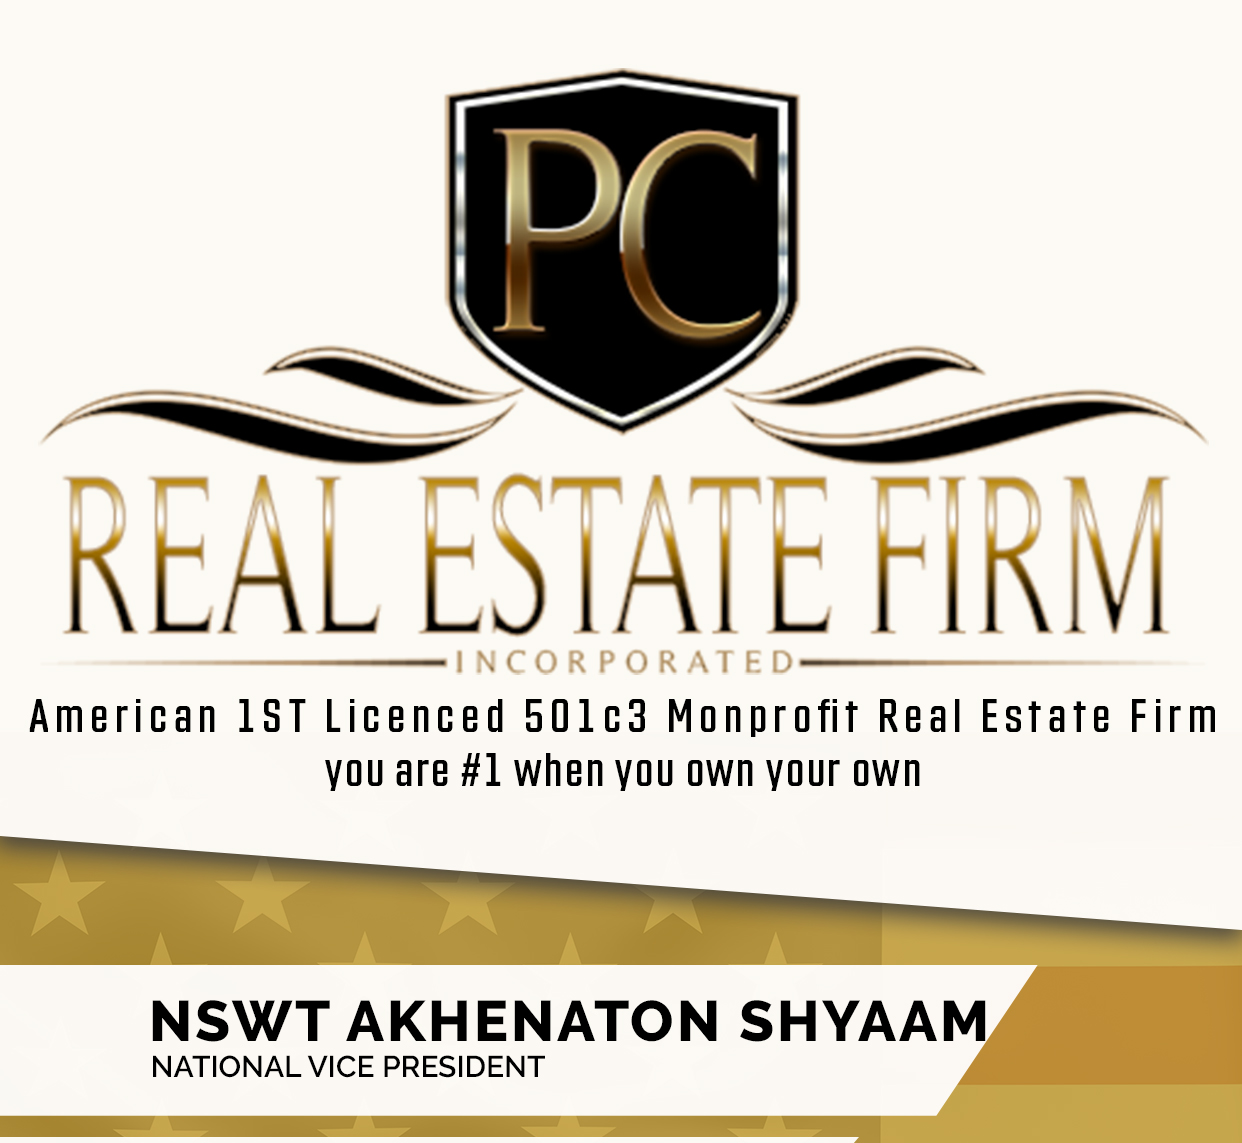 PC
REAL ESTATE FIRM
INCORPORATED
American 1ST Licenced 501c3 Monprofit Real Estate Firm
you are #1 when you own your own
NSWT AKHENATON SHYAAM
NATIONAL VICE PRESIDENT